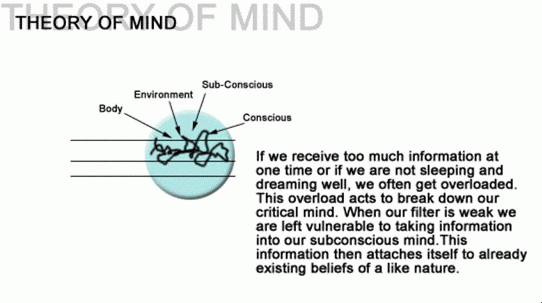 THEORY OF MIND
THEORY OF MIND
Sub-Conscious
Environment
Body
Conscious
If we receive too much information at
one time or if we are not sleeping and
dreaming well, we often get overloaded.
This overload acts to break down our
critical mind. When our filter is weak we
are left vulnerable to taking information
into our subconscious mind.This
information then attaches itself to already
existing beliefs of a like nature.